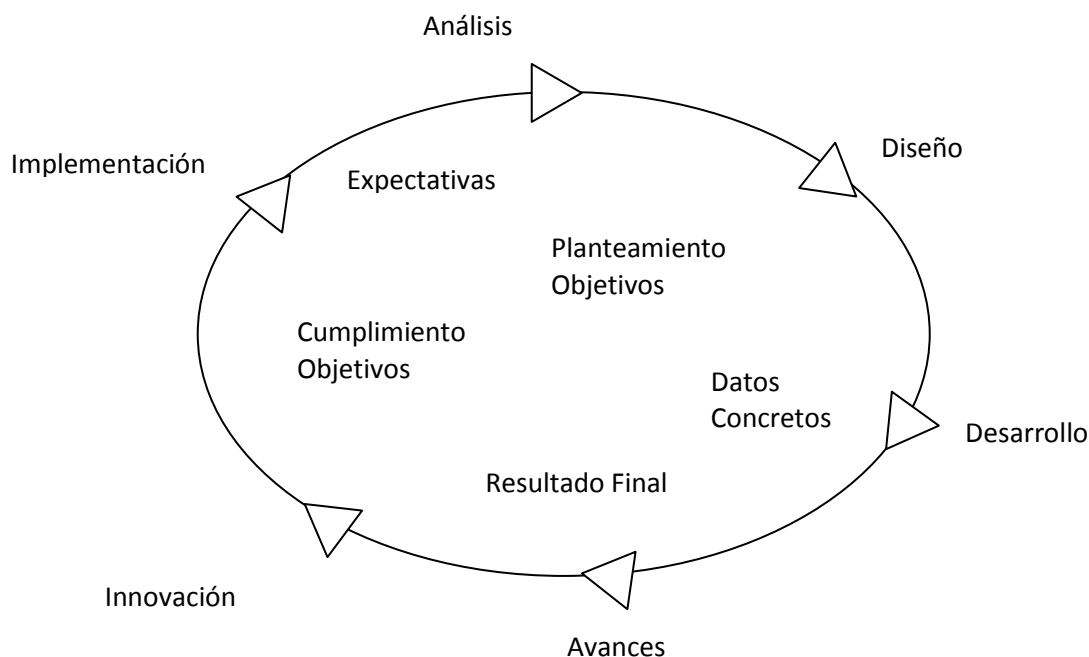 Análisis
Diseño
Implementación
Expectativas
Planteamiento
Objetivos
Cumplimiento
Objetivos
Datos
Concretos
Desarrollo
Resultado Final
Innovación
Avances